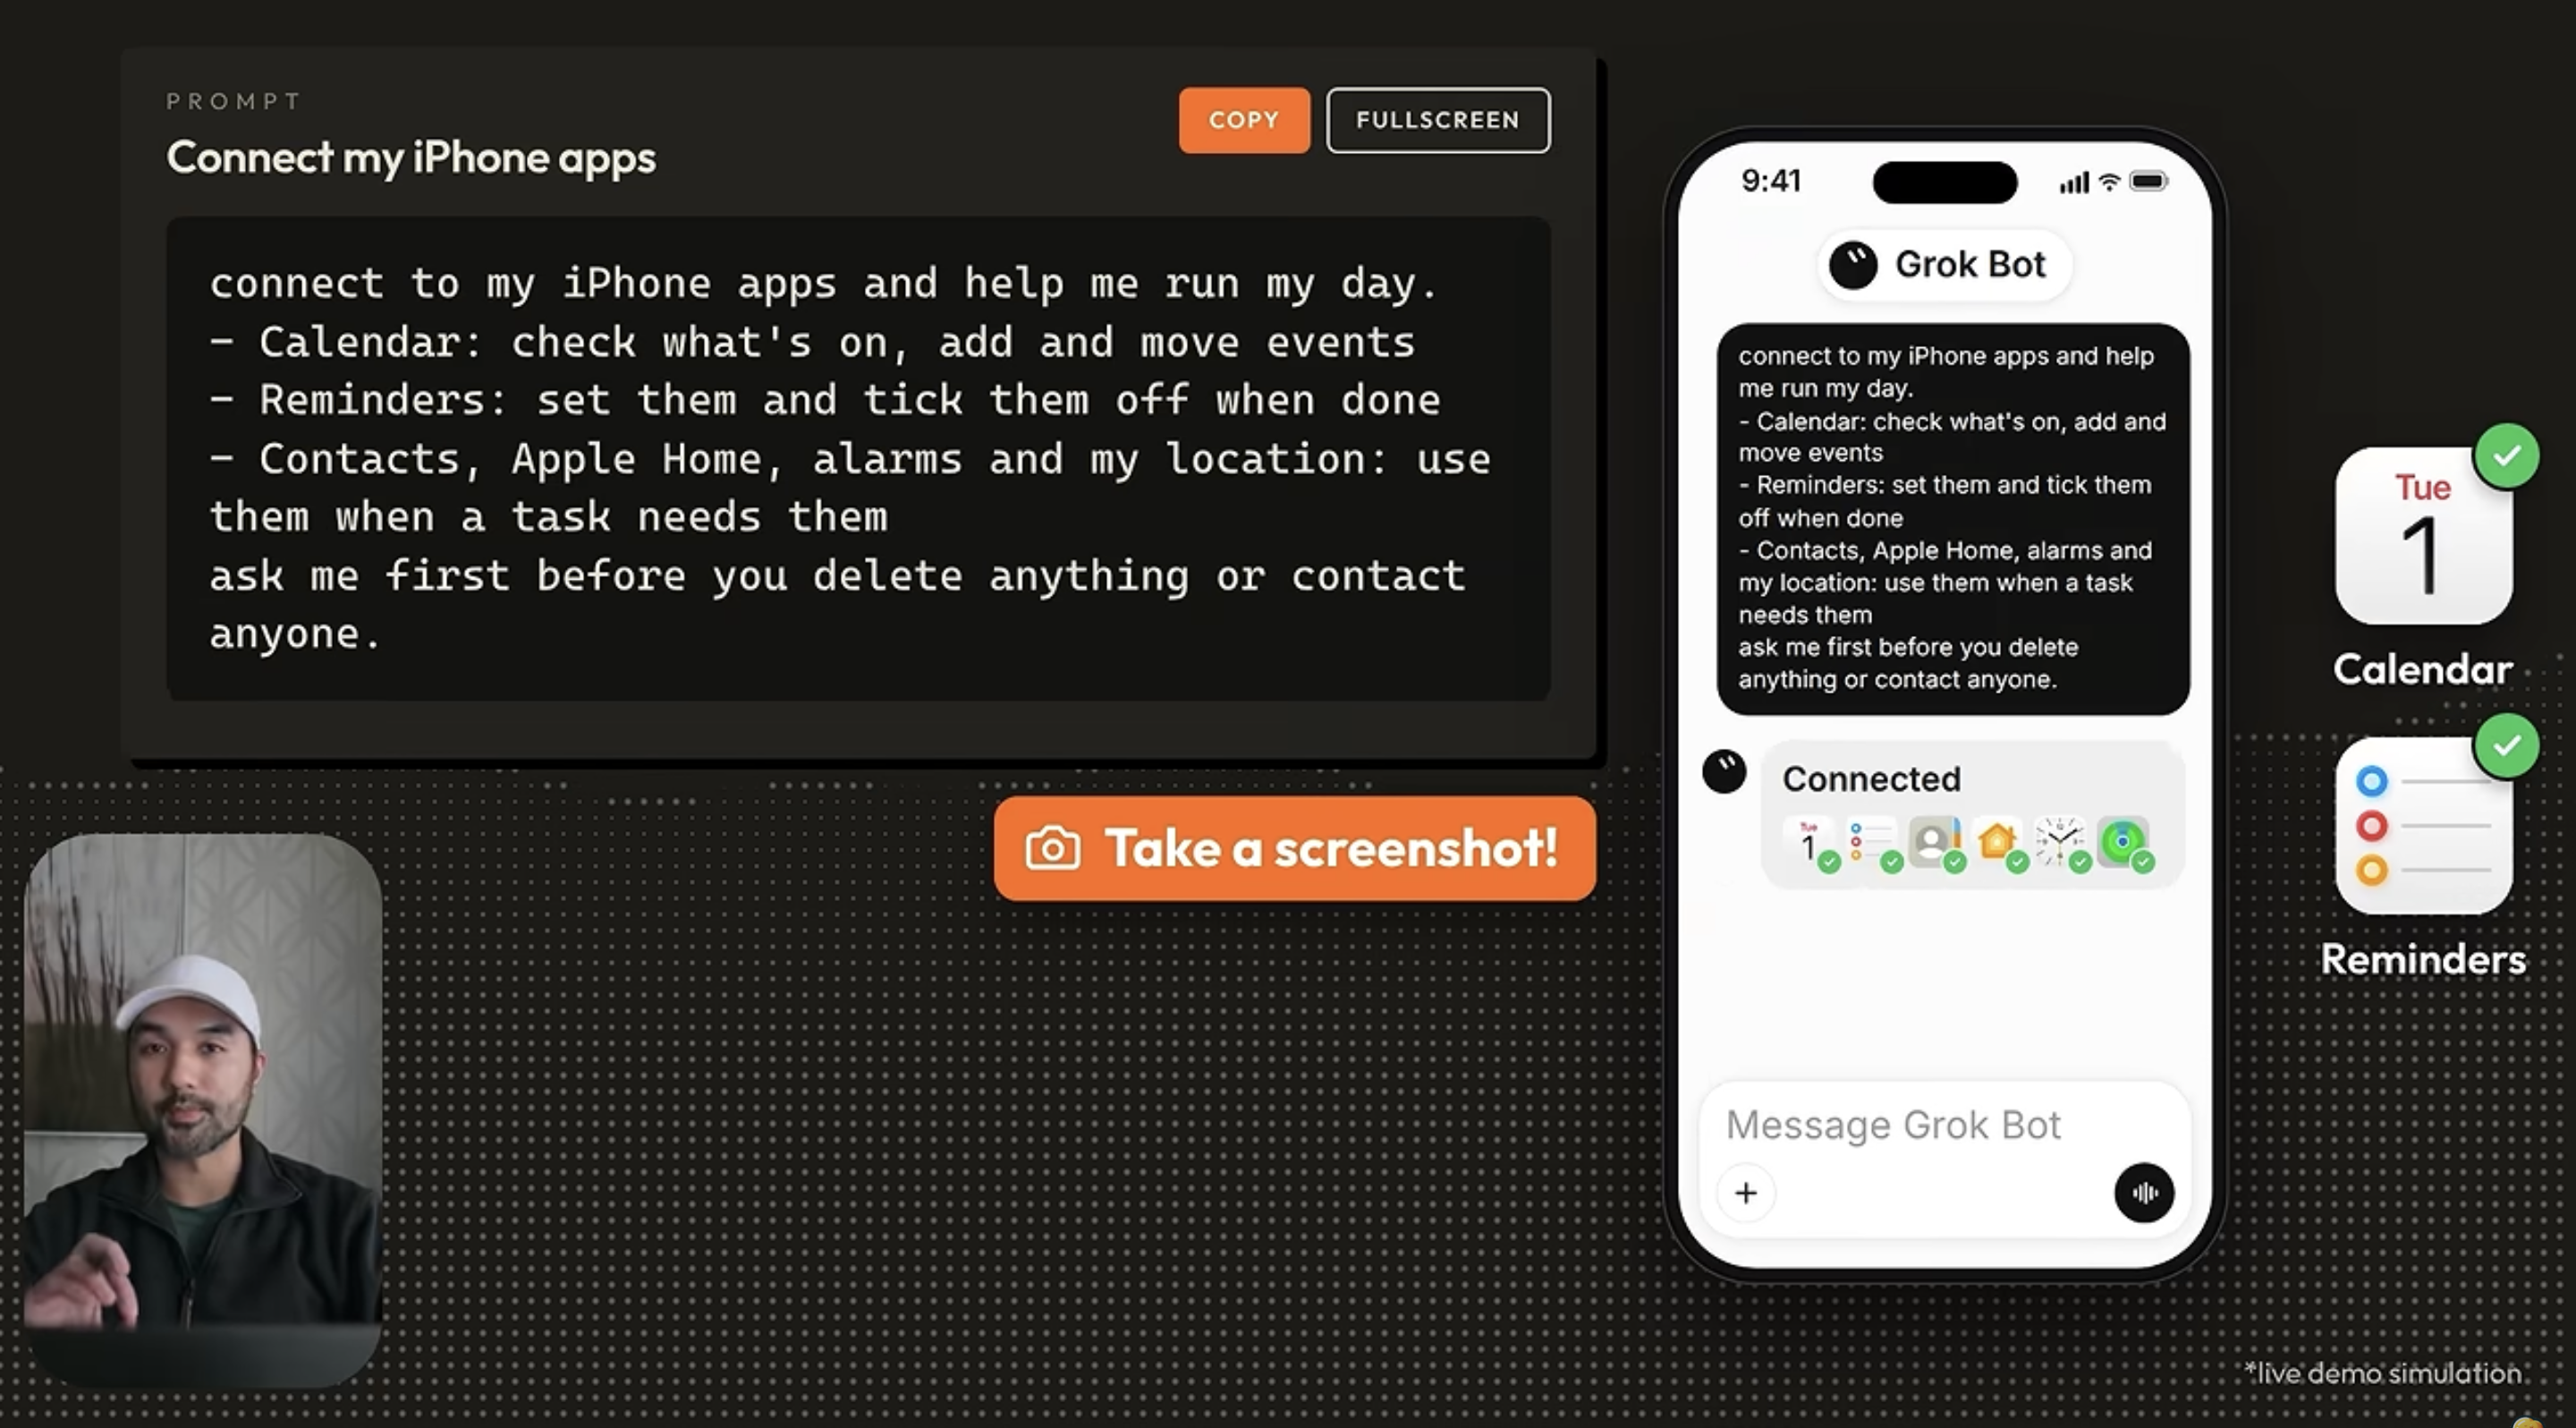 PROMPT
Connect my iPhone apps
COPY
FULLSCREEN
connect to my iPhone apps and help me run my day.
- Calendar: check what's on, add and move events
- Reminders: set them and tick them off when done
- Contacts, Apple Home, alarms and my location: use
them when a task needs them
ask me first before you delete anything or contact
anyone.
Take a screenshot!
9:41
Grok Bot
connect to my iPhone apps and help
me run my day.
- Calendar: check what's on, add and
move events
- Reminders: set them and tick them
off when done
- Contacts, Apple Home, alarms and
my location: use them when a task
needs them
ask me first before you delete
anything or contact anyone.
Connected
Tue
1
Message Grok Bot
Tue
1
Calendar
Reminders
*live demo simulation